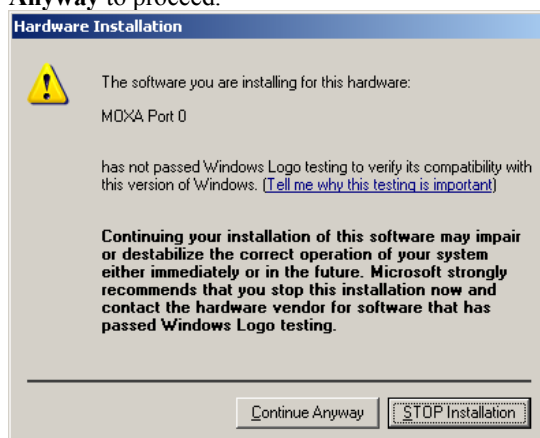 Anyway to proceed.
Hardware Installation
The software you are installing for this hardware:
MOXA Port 0
has not passed Windows Logo testing to verify its compatibility with
this version of Windows. (Tell me why this testing is important)
Continuing your installation of this software may impair
or destabilize the correct operation of your system
either immediately or in the future. Microsoft strongly
recommends that you stop this installation now and
contact the hardware vendor for software that has
passed Windows Logo testing.
Continue Anyway
STOP Installation